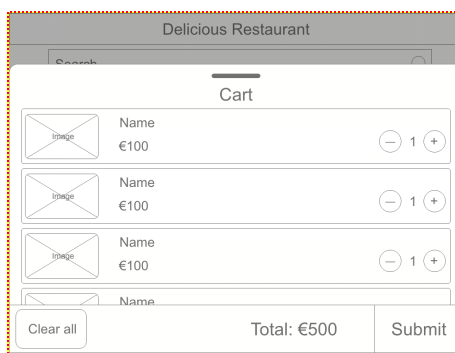 Delicious Restaurant
Search
Cart
Image
Name
€100
— 1 +
Image
Name
€100
— 1 +
Image
Name
€100
— 1 +
Name
Clear all
Total: €500
Submit